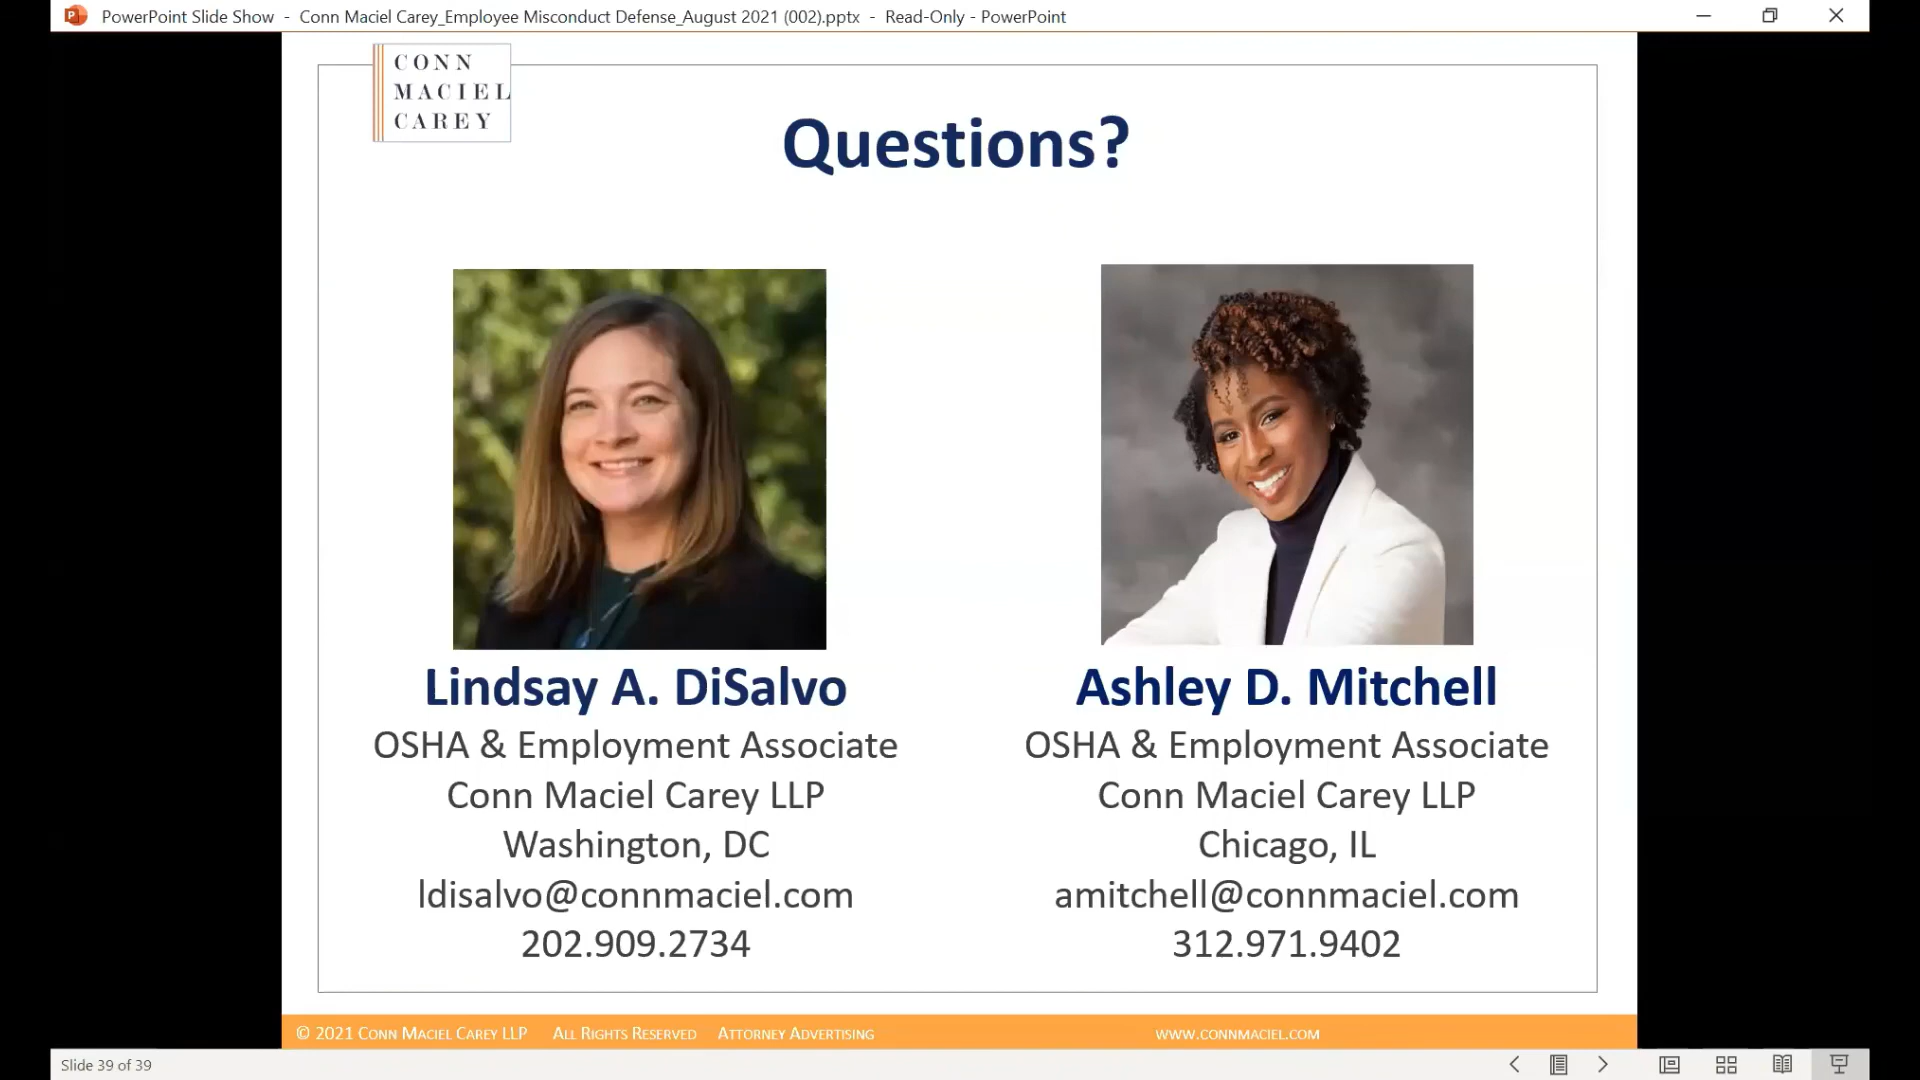 PowerPoint Slide Show - Conn Maciel Carey_Employee Misconduct Defense_August 2021 (002).pptx - Read-Only - PowerPoint
CONN
MACIEL
CAREY
Questions?
Lindsay A. DiSalvo
OSHA & Employment Associate
Conn Maciel Carey LLP
Washington, DC
ldisalvo@connmaciel.com
202.909.2734
Ashley D. Mitchell
OSHA & Employment Associate
Conn Maciel Carey LLP
Chicago, IL
amitchell@connmaciel.com
312.971.9402
© 2021 CONN MACIEL CAREY LLP ALL RIGHTS RESERVED ATTORNEY ADVERTISING WWW.CONNMACIEL.COM
Slide 39 of 39